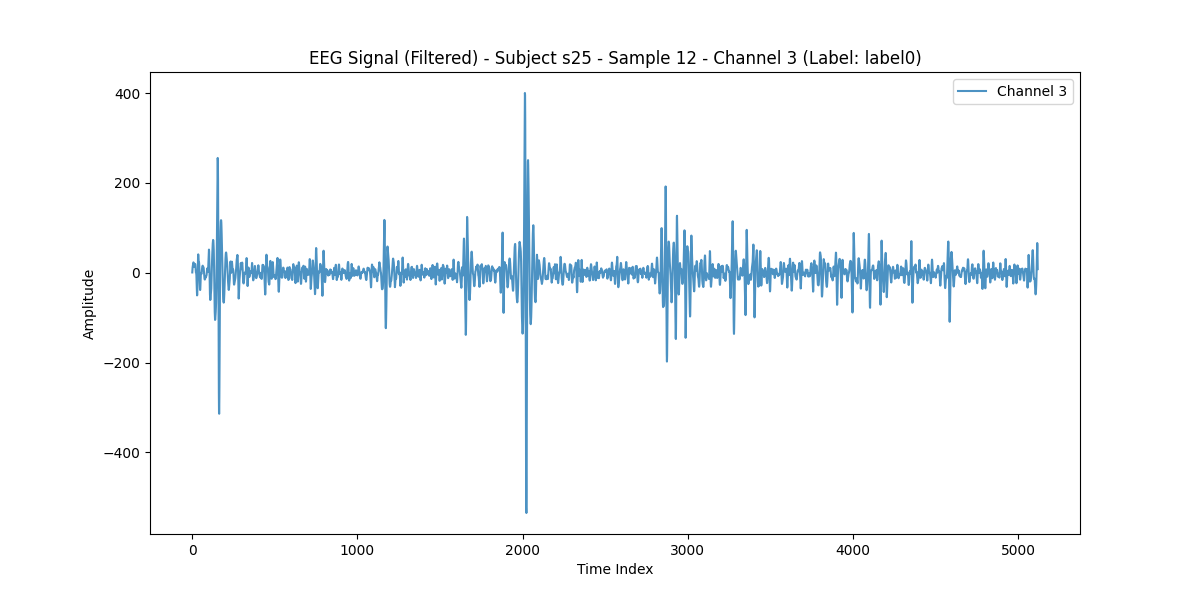 EEG Signal (Filtered) - Subject s25 - Sample 12 - Channel 3 (Label: label0)
Channel 3
400
200
0
−200
−400
Amplitude
0 1000 2000 3000 4000 5000
Time Index